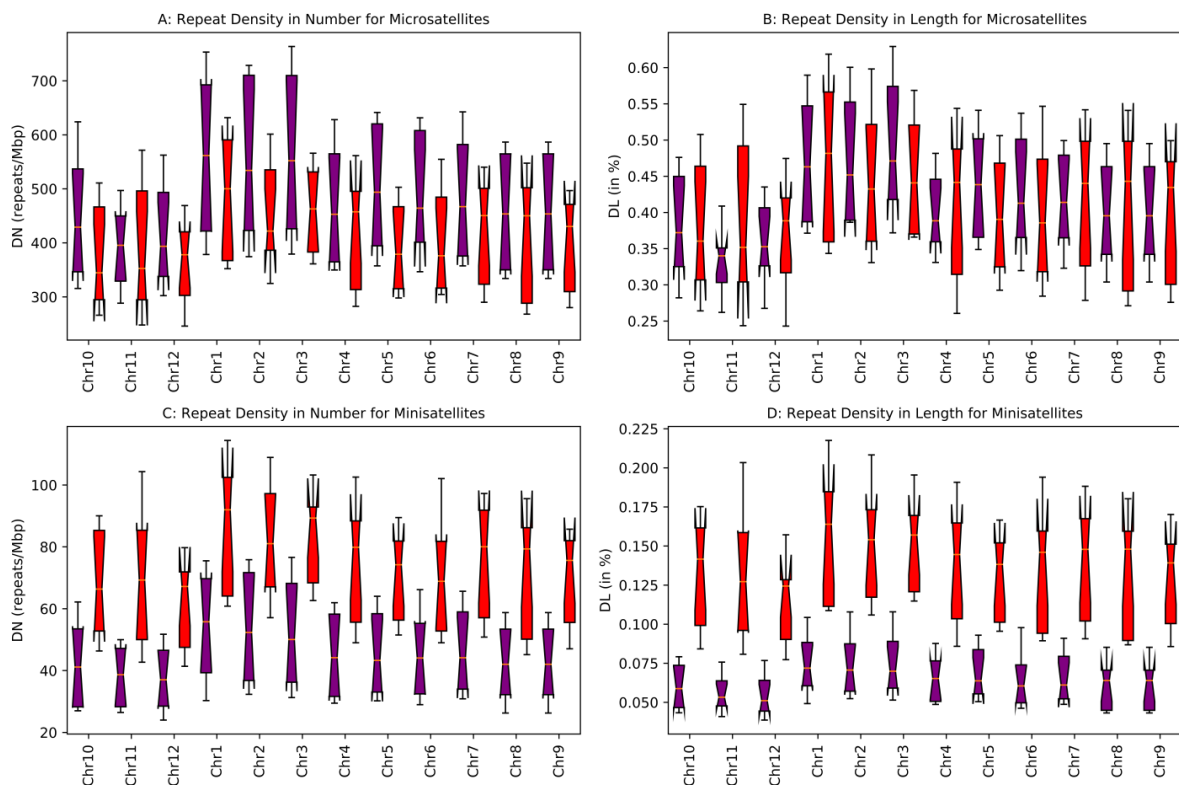 A: Repeat Density in Number for Microsatellites
DN (repeats/Mbp)
700
600
500
400
300
Chr10 Chr11 Chr12 Chr1 Chr2 Chr3 Chr4 Chr5 Chr6 Chr7 Chr8 Chr9
B: Repeat Density in Length for Microsatellites
DL (in %)
0.60
0.55
0.50
0.45
0.40
0.35
0.30
0.25
Chr10 Chr11 Chr12 Chr1 Chr2 Chr3 Chr4 Chr5 Chr6 Chr7 Chr8 Chr9
C: Repeat Density in Number for Minisatellites
DN (repeats/Mbp)
100
80
60
40
20
Chr10 Chr11 Chr12 Chr1 Chr2 Chr3 Chr4 Chr5 Chr6 Chr7 Chr8 Chr9
D: Repeat Density in Length for Minisatellites
DL (in %)
0.225
0.200
0.175
0.150
0.125
0.100
0.075
0.050
Chr10 Chr11 Chr12 Chr1 Chr2 Chr3 Chr4 Chr5 Chr6 Chr7 Chr8 Chr9